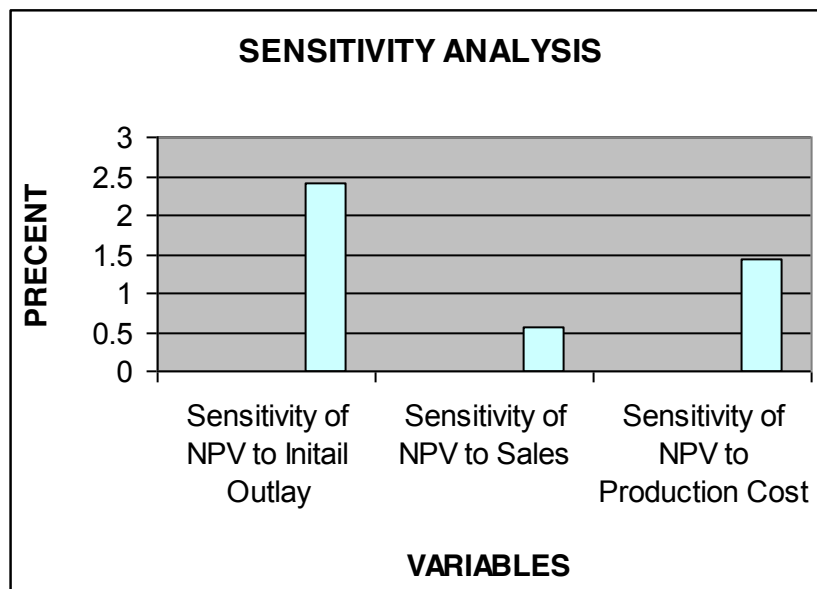 SENSITIVITY ANALYSIS
PRECENT
3
2.5
2
1.5
1
0.5
0
Sensitivity of
NPV to Initail
Outlay
Sensitivity of
NPV to Sales
Sensitivity of
NPV to
Production Cost
VARIABLES